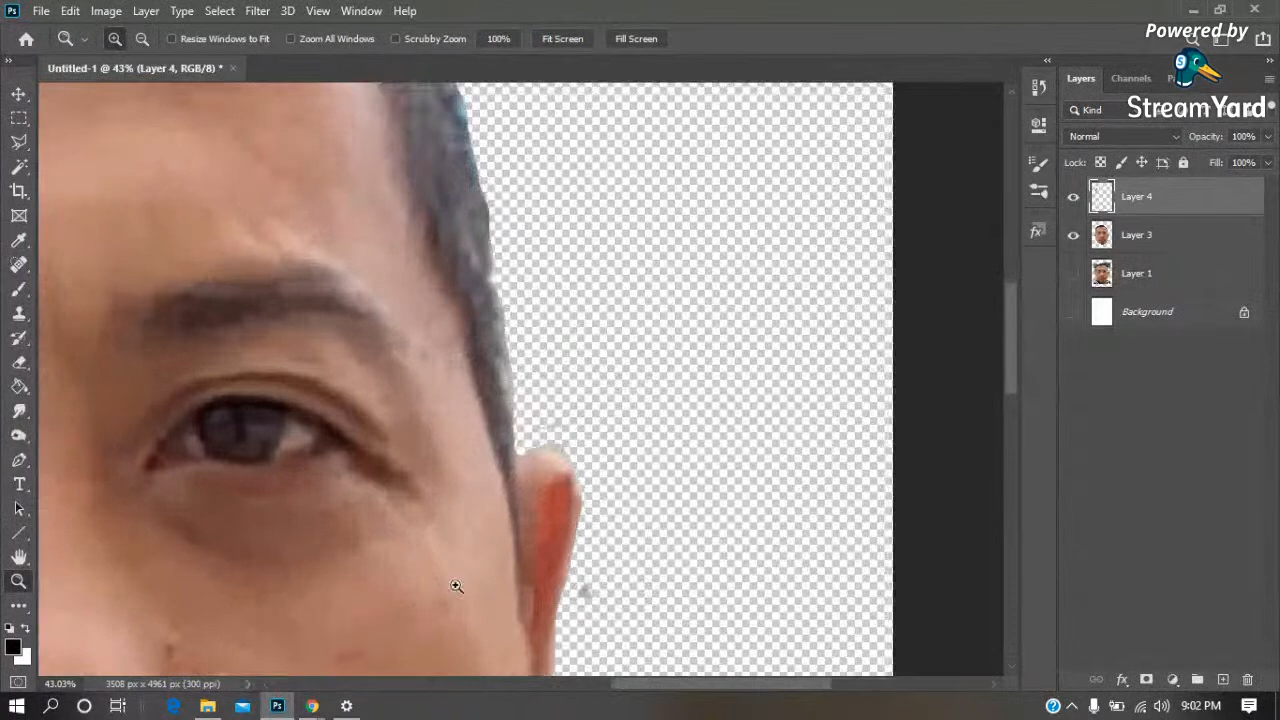 Ps File Edit Image Layer Type Select Filter 3D View Window Help
Powered by
StreamYard
Resize Windows to Fit Zoom All Windows Scrubby Zoom 100% Fit Screen Fill Screen
Untitled-1 @ 43% (Layer 4, RGB/8) * ×
Layers Channels
Kind
Normal Opacity: 100%
Lock: Fill: 100%
Layer 4
Layer 3
Layer 1
Background
43.03% 3508 px x 4961 px (300 ppi)
9:02 PM